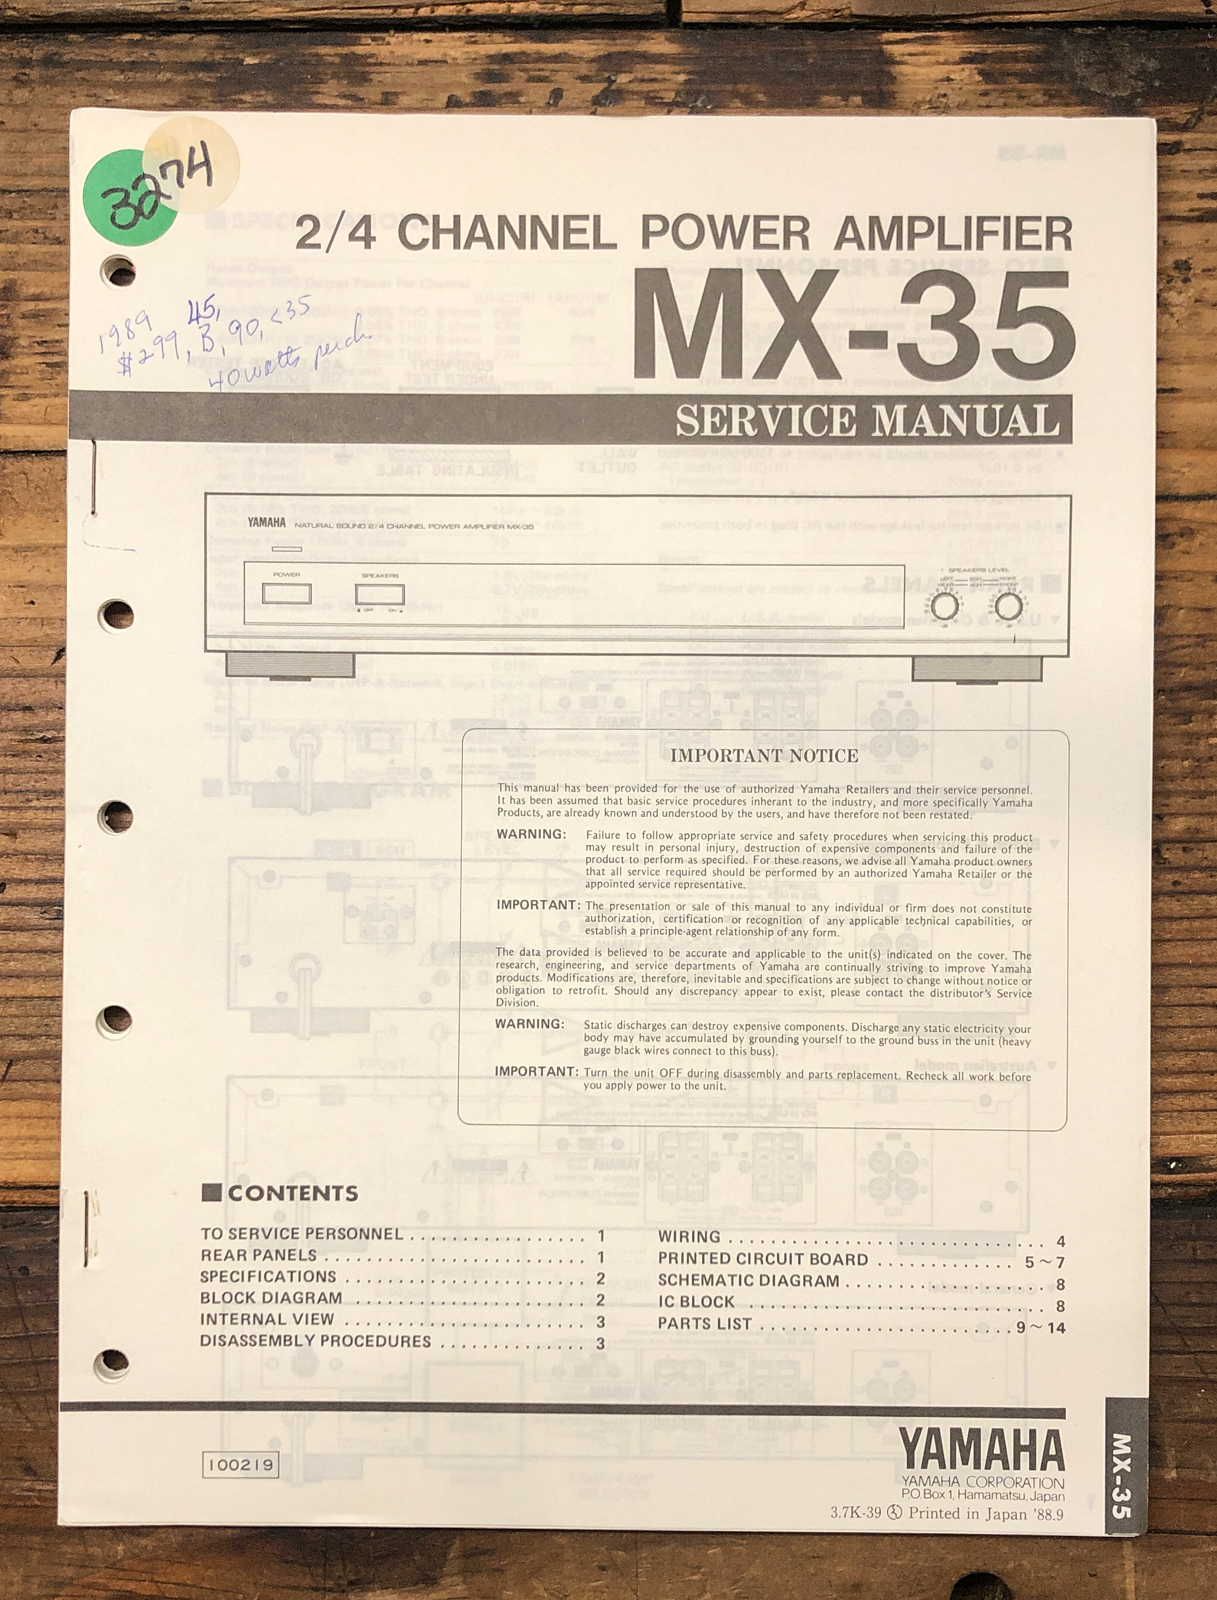 3274
2/4 CHANNEL POWER AMPLIFIER
MX-35
1989 45,
$299, B, 90, <35
40 watts per ch
SERVICE MANUAL
YAMAHA NATURAL SOUND 2/4 CHANNEL POWER AMPLIFIER MX-35
POWER
SPEAKERS
OFF ON
SPEAKERS LEVEL
IMPORTANT NOTICE
This manual has been provided for the use of authorized Yamaha Retailers and their service personnel.
It has been assumed that basic service procedures inherant to the industry, and more specifically Yamaha
Products, are already known and understood by the users, and have therefore not been restated.
WARNING: Failure to follow appropriate service and safety procedures when servicing this product
may result in personal injury, destruction of expensive components and failure of the
product to perform as specified. For these reasons, we advise all Yamaha product owners
that all service required should be performed by an authorized Yamaha Retailer or the
appointed service representative.
IMPORTANT: The presentation or sale of this manual to any individual or firm does not constitute
authorization, certification or recognition of any applicable technical capabilities, or
establish a principle-agent relationship of any form.
The data provided is believed to be accurate and applicable to the unit(s) indicated on the cover. The
research, engineering, and service departments of Yamaha are continually striving to improve Yamaha
products. Modifications are, therefore, inevitable and specifications are subject to change without notice or
obligation to retrofit. Should any discrepancy appear to exist, please contact the distributor's Service
Division.
WARNING: Static discharges can destroy expensive components. Discharge any static electricity your
body may have accumulated by grounding yourself to the ground buss in the unit (heavy
gauge black wires connect to this buss).
IMPORTANT: Turn the unit OFF during disassembly and parts replacement. Recheck all work before
you apply power to the unit.
■ CONTENTS
TO SERVICE PERSONNEL ................. 1
REAR PANELS ........................... 1
SPECIFICATIONS ........................ 2
BLOCK DIAGRAM ....................... 2
INTERNAL VIEW ........................ 3
DISASSEMBLY PROCEDURES .............. 3
WIRING ............................... 4
PRINTED CIRCUIT BOARD ............. 5~7
SCHEMATIC DIAGRAM .................... 8
IC BLOCK ............................. 8
PARTS LIST ........................ 9~14
100219
YAMAHA
YAMAHA CORPORATION
P.O.Box 1, Hamamatsu, Japan
3.7K-39 Printed in Japan '88.9
MX-35